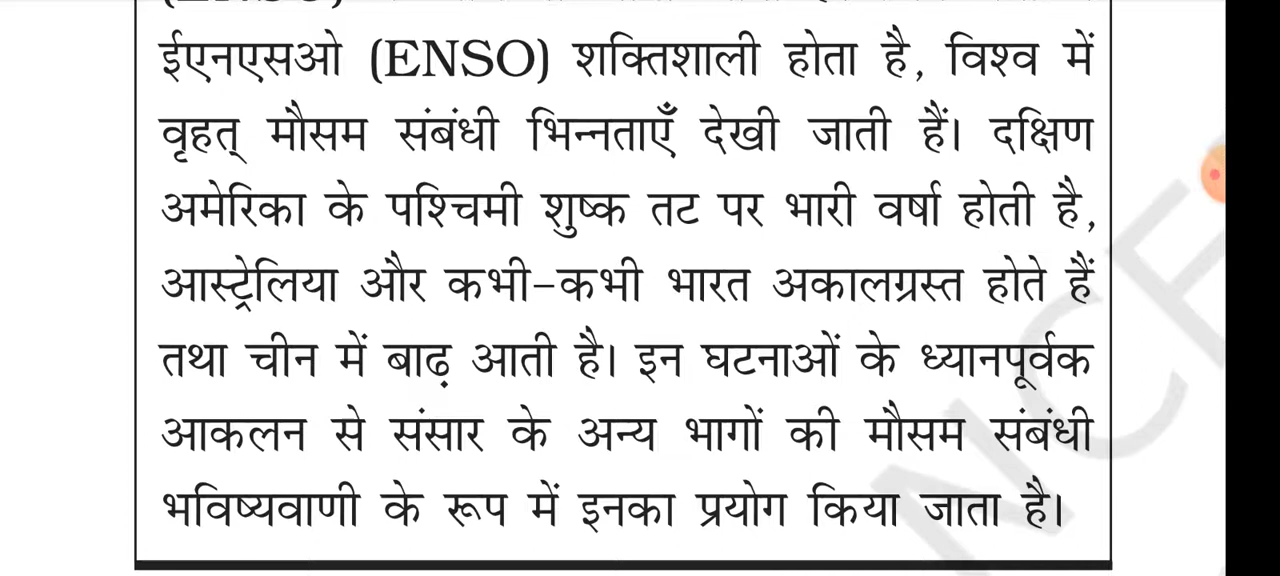 ईएनएसओ (ENSO) शक्तिशाली होता है, विश्व में
वृहत् मौसम संबंधी भिन्नताएँ देखी जाती हैं। दक्षिण
अमेरिका के पश्चिमी शुष्क तट पर भारी वर्षा होती है,
आस्ट्रेलिया और कभी-कभी भारत अकालग्रस्त होते हैं
तथा चीन में बाढ़ आती है। इन घटनाओं के ध्यानपूर्वक
आकलन से संसार के अन्य भागों की मौसम संबंधी
भविष्यवाणी के रूप में इनका प्रयोग किया जाता है।